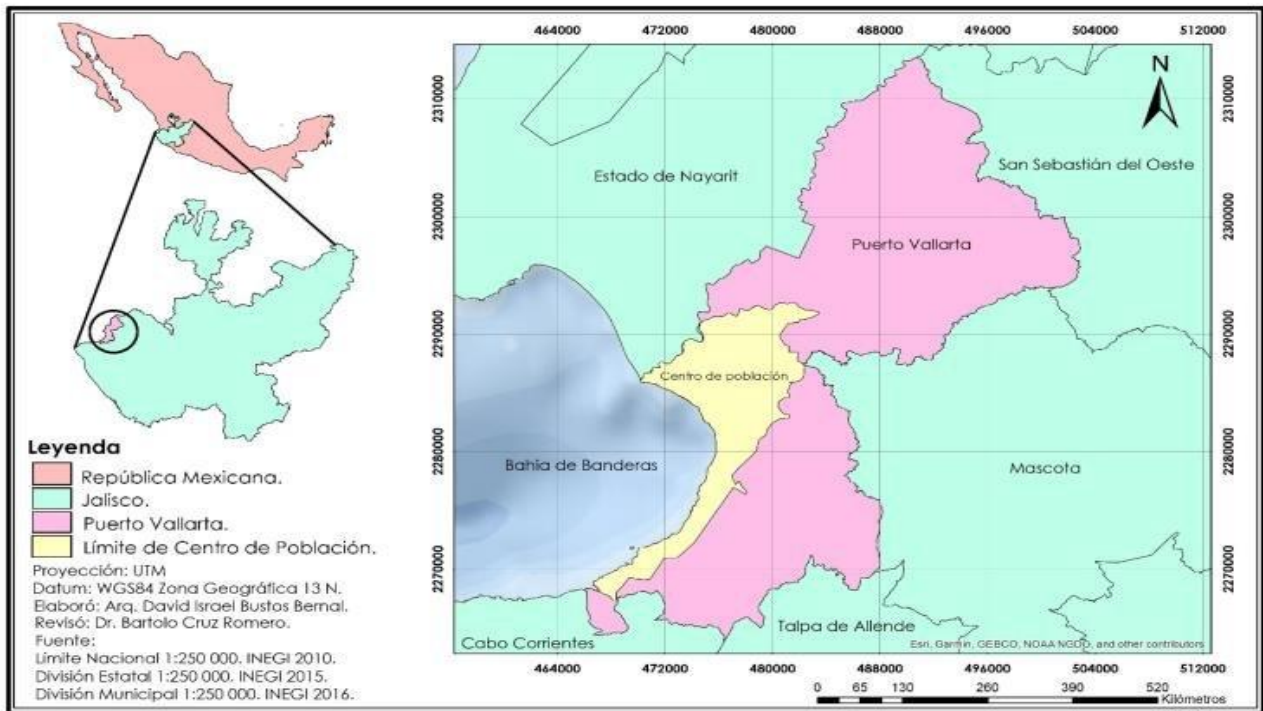 464000 472000 480000 488000 496000 504000 512000
N
2310000
2300000
2290000
2280000
2270000
2310000
2300000
2290000
2280000
2270000
Estado de Nayarit
San Sebastián del Oeste
Puerto Vallarta
Centro de población
Bahía de Banderas
Mascota
Talpa de Allende
Cabo Corrientes
Esri, Garmin, GEBCO, NOAA NGDC, and other contributors
464000 472000 480000 488000 496000 504000 512000
0 65 130 260 390 520
Kilómetros
Leyenda
República Mexicana.
Jalisco.
Puerto Vallarta.
Límite de Centro de Población.
Proyección: UTM
Datum: WGS84 Zona Geográfica 13 N.
Elaboró: Arq. David Israel Bustos Bernal.
Revisó: Dr. Bartolo Cruz Romero.
Fuente:
Límite Nacional 1:250 000. INEGI 2010.
División Estatal 1:250 000. INEGI 2015.
División Municipal 1:250 000. INEGI 2016.